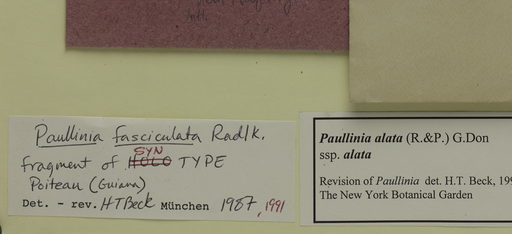 Paullinia fasciculata Radlk.
SYN
fragment of HOLO TYPE
Poiteau (Guiana)
Det. - rev. HTBeck München 1987, 1991
Paullinia alata (R.&P.) G.Don
ssp. alata
Revision of Paullinia det. H.T. Beck, 199
The New York Botanical Garden